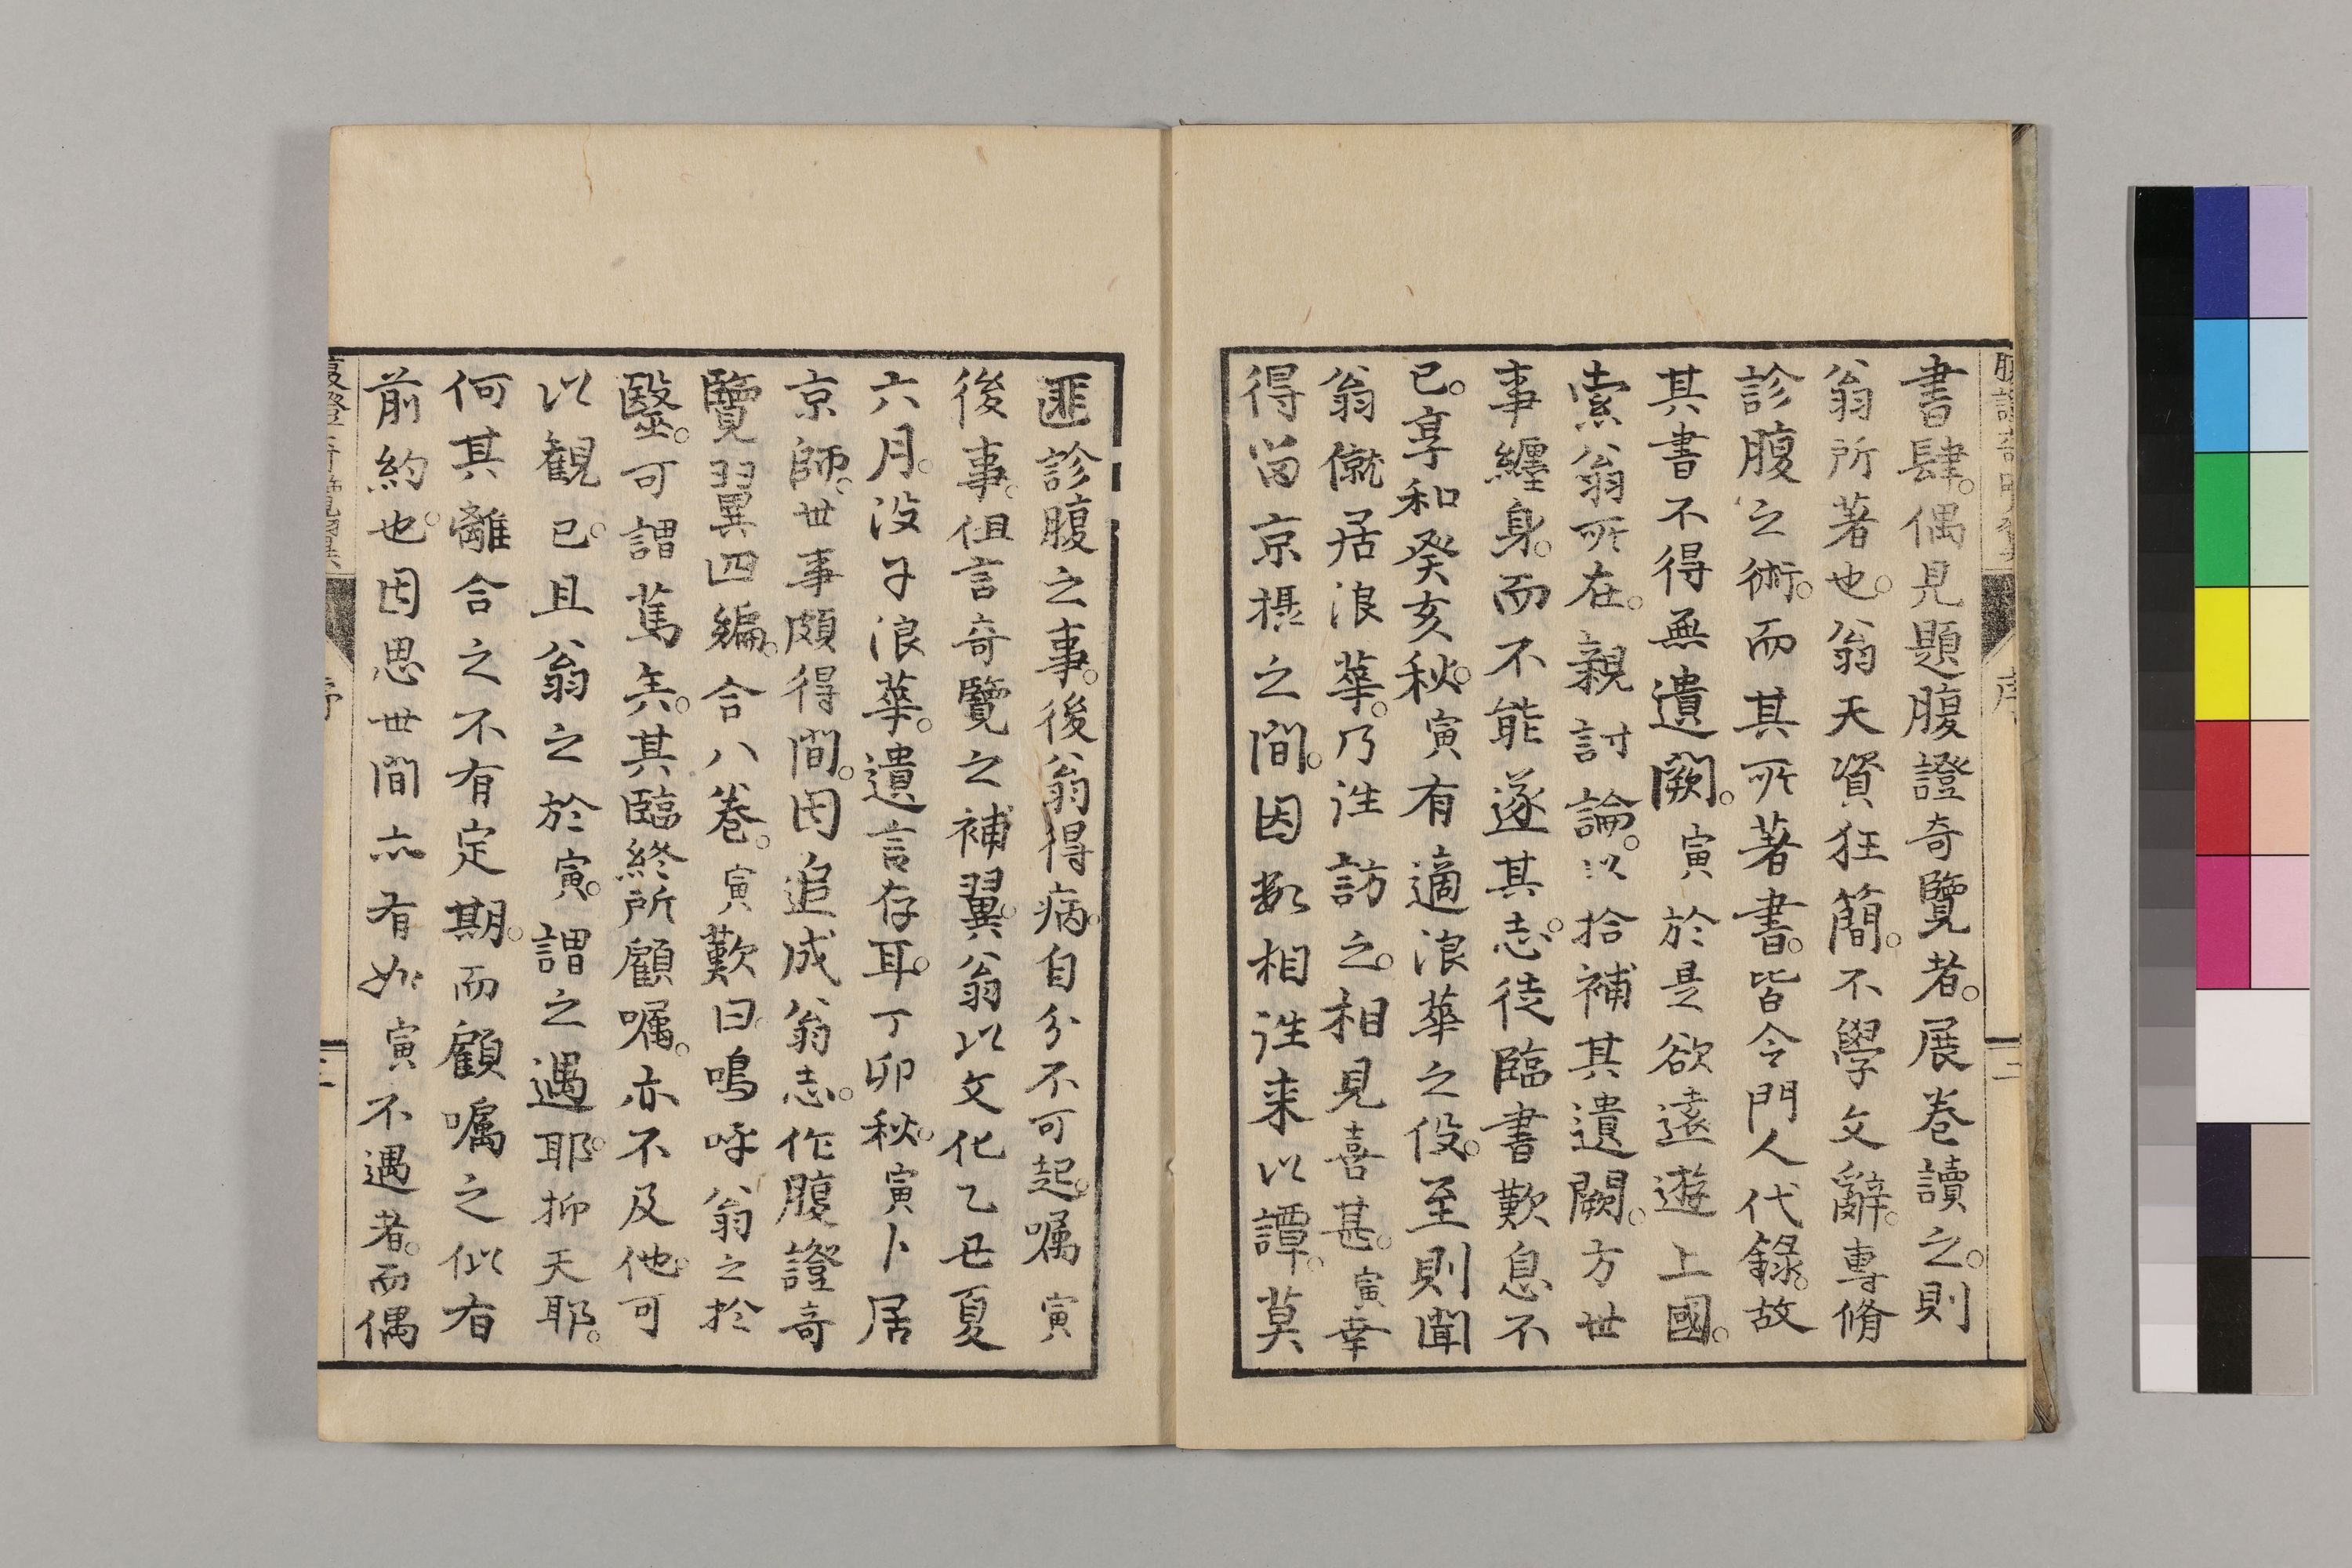 書肆。偶見題腹證奇覽者。展卷讀之。則
翁所著也。翁天資狂簡。不學文辭。專脩
診腹之術。而其所著書。皆令門人代錄。故
其書不得無遺闕。寅於是欲遠遊上國。
索翁所在。親討論。以拾補其遺闕。方世
事纏身。而不能遂其志。徒臨書歎息不
已。享和癸亥秋。寅有適浪華之役。至則聞
翁僦居浪華。乃往訪之。相見喜甚。寅幸
得畄京攝之間。因數相往来以譚。莫
匪診腹之事。後翁得病。自分不可起。嘱寅
後事。但言奇覽之補翼。翁以文化乙丑夏
六月。没于浪華。遺言存耳。丁卯秋。寅卜居
京師。世事頗得間。因追成翁志。作腹證奇
覽翼四編。合八卷。寅歎曰。嗚呼翁之於
醫。可謂篤矣。其臨終所顧嘱。亦不及他。可
以觀已。且翁之於寅。謂之遇耶。抑天耶。
何其離合之不有定期。而顧嘱之似有
前約也。因思世間亦有如寅不遇者。而偶
序
三